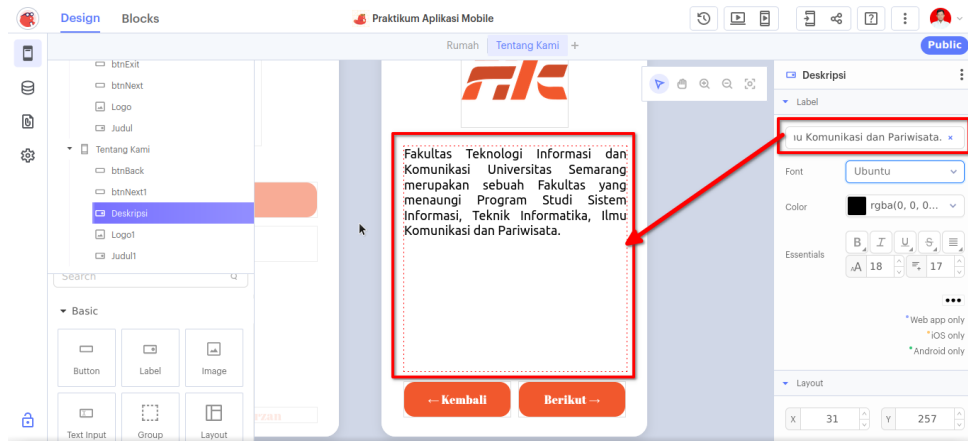 Design
Blocks
Praktikum Aplikasi Mobile
Rumah
Tentang Kami
+
Public
btnExit
btnNext
Logo
Judul
Tentang Kami
btnBack
btnNext1
Deskripsi
Logo1
Judul1
Search
Basic
Button
Label
Image
Text Input
Group
Layout
Fakultas Teknologi Informasi dan
Komunikasi Universitas Semarang
merupakan sebuah Fakultas yang
menaungi Program Studi Sistem
Informasi, Teknik Informatika, Ilmu
Komunikasi dan Pariwisata.
← Kembali
Berikut →
Deskripsi
Label
Komunikasi dan Pariwisata. ×
Font
Ubuntu
Color
rgba(0, 0, 0...
Essentials
B I U S
AA 18
17
•••
*Web app only
*iOS only
*Android only
Layout
X 31
Y 257